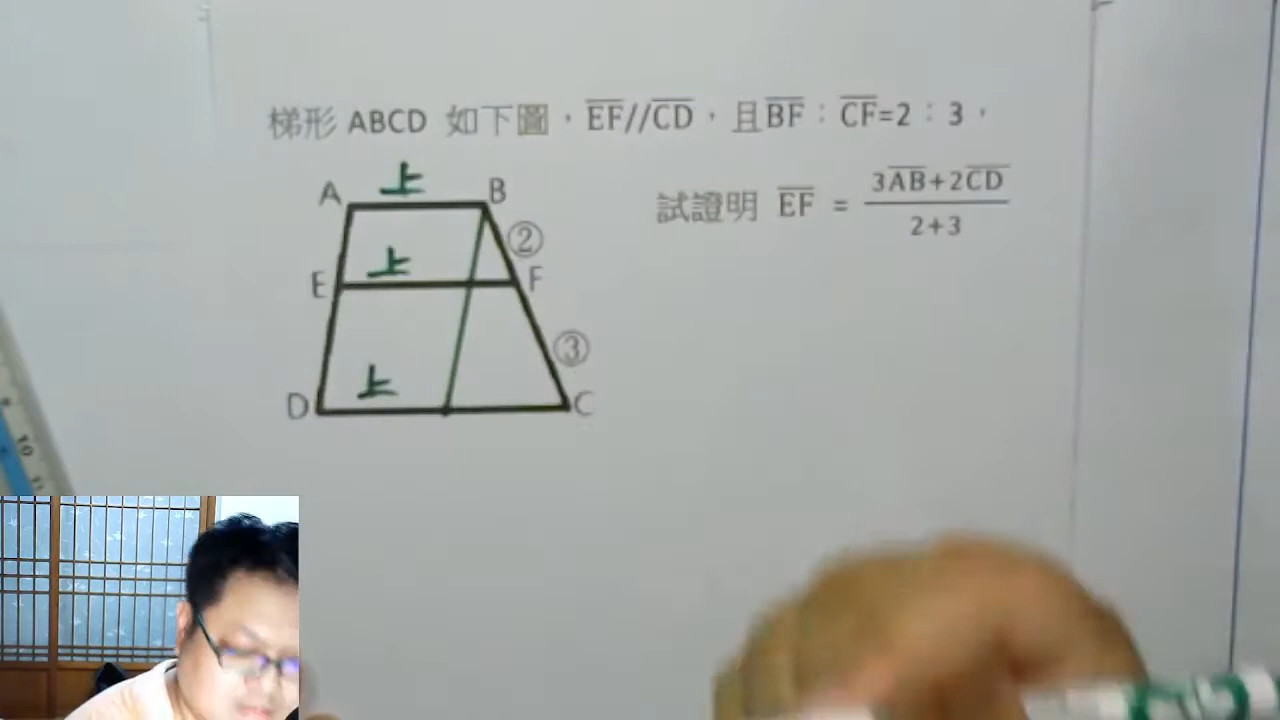 梯形 ABCD 如下圖，EF//CD，且BF：CF=2：3，
試證明 EF = 3AB+2CD
2+3
A 上 B
②
E 上 F
③
D 上 C
10